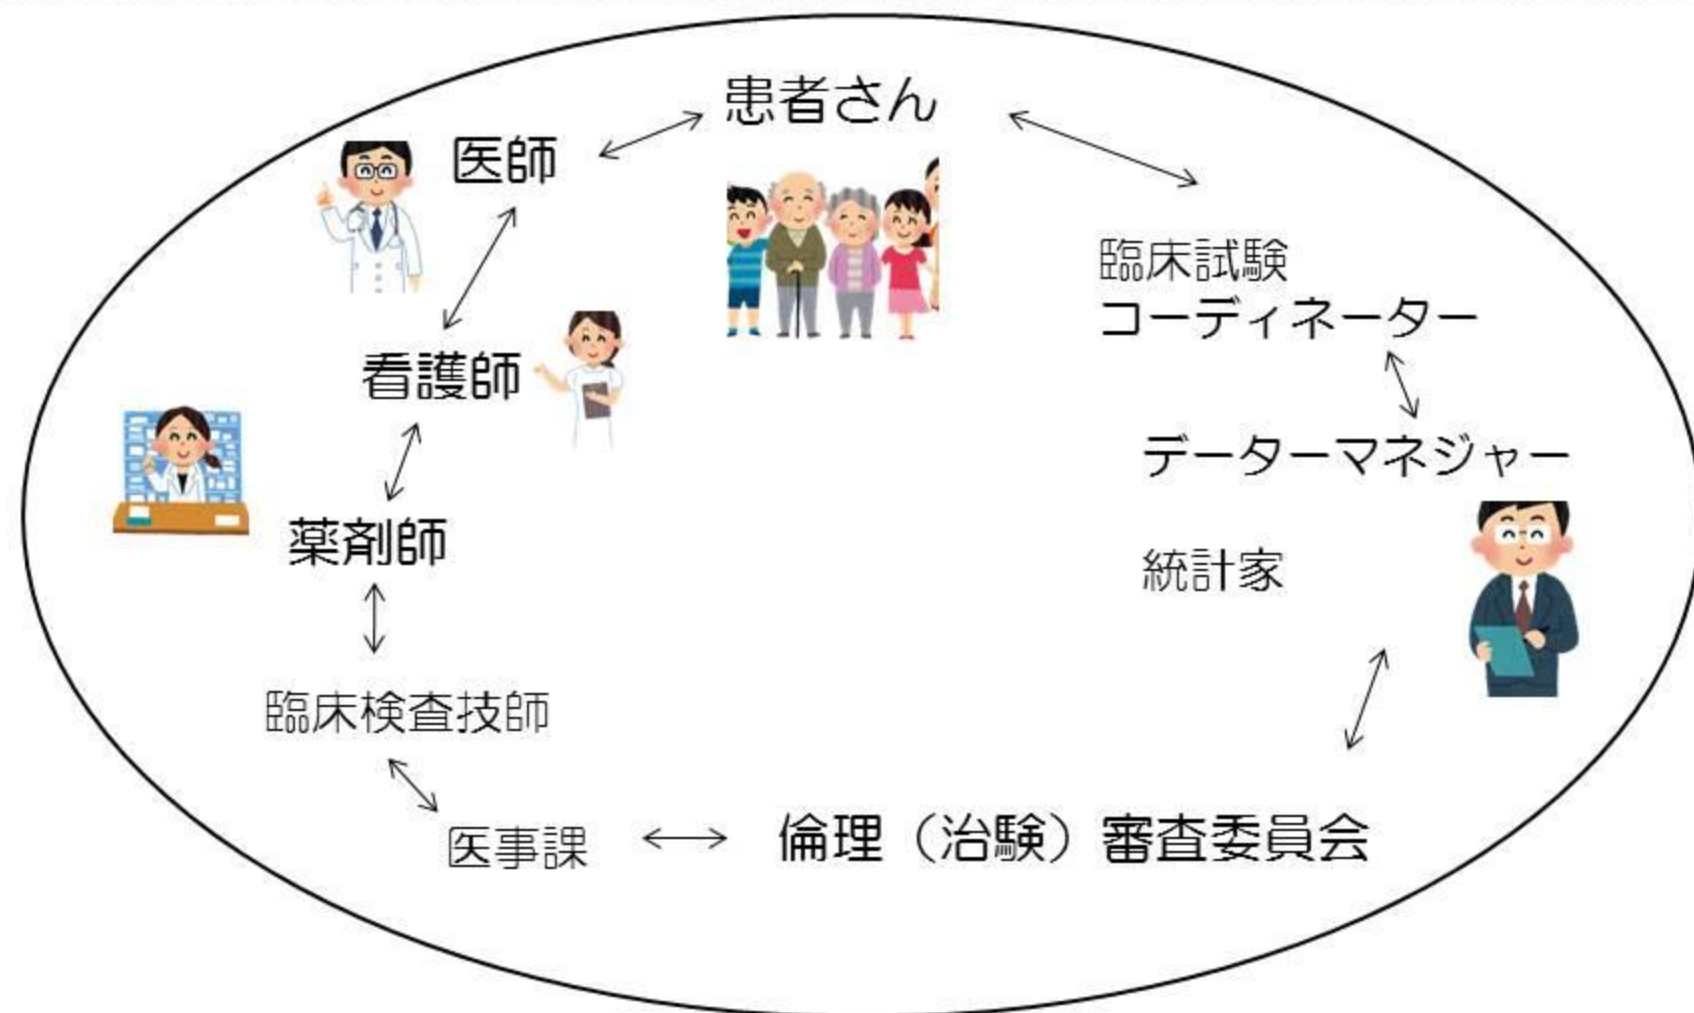 患者さん
医師
看護師
薬剤師
臨床検査技師
医事課
倫理（治験）審査委員会
臨床試験
コーディネーター
データーマネジャー
統計家